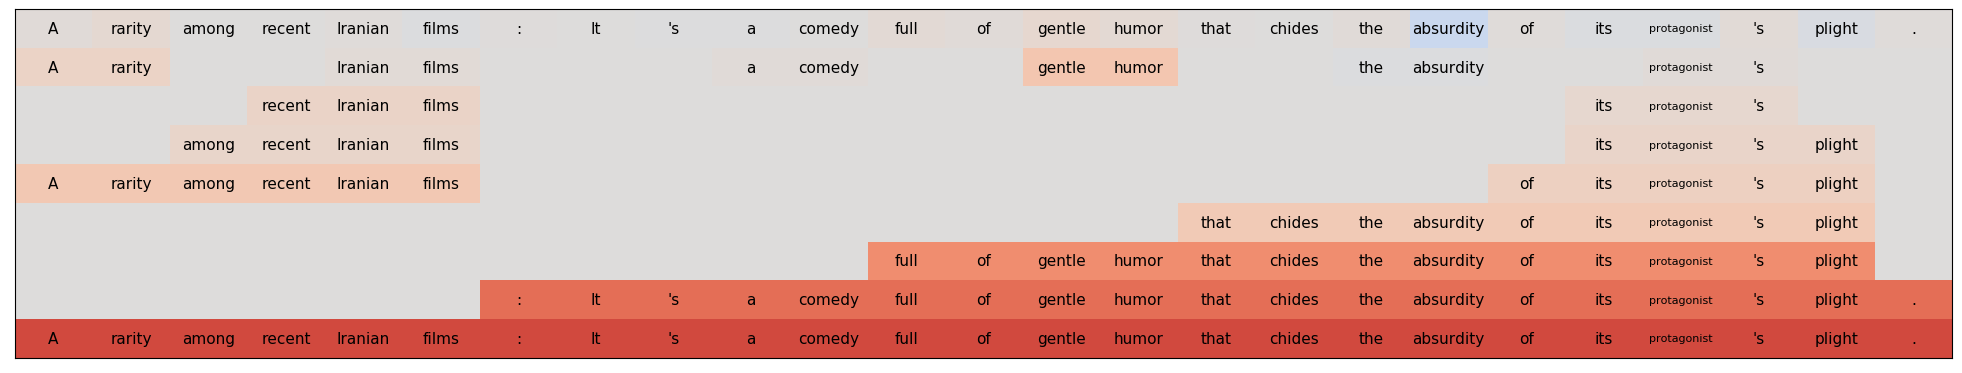 A rarity among recent Iranian films : It 's a comedy full of gentle humor that chides the absurdity of its protagonist 's plight .
A rarity Iranian films a comedy gentle humor the absurdity protagonist 's
recent Iranian films its protagonist 's
among recent Iranian films its protagonist 's plight
A rarity among recent Iranian films of its protagonist 's plight
that chides the absurdity of its protagonist 's plight
full of gentle humor that chides the absurdity of its protagonist 's plight
: It 's a comedy full of gentle humor that chides the absurdity of its protagonist 's plight .
A rarity among recent Iranian films : It 's a comedy full of gentle humor that chides the absurdity of its protagonist 's plight .